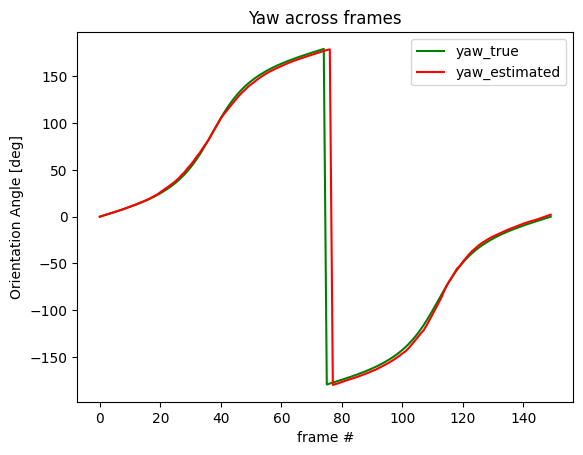 Yaw across frames
yaw_true
yaw_estimated
Orientation Angle [deg]
150
100
50
0
−50
−100
−150
0 20 40 60 80 100 120 140
frame #